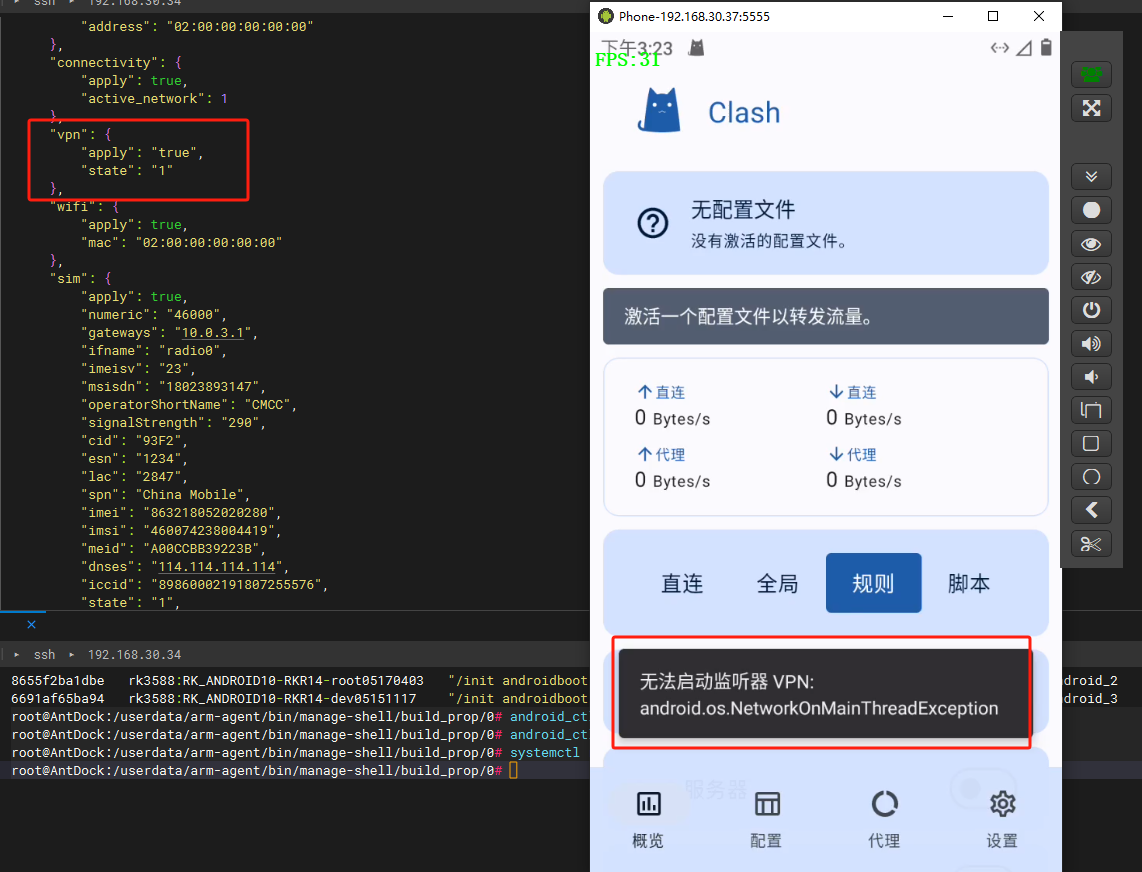 ssh ▸ 192.168.30.34
"address": "02:00:00:00:00:00"
},
"connectivity": {
"apply": true,
"active_network": 1
},
"vpn": {
"apply": "true",
"state": "1"
},
"wifi": {
"apply": true,
"mac": "02:00:00:00:00:00"
},
"sim": {
"apply": true,
"numeric": "46000",
"gateways": "10.0.3.1",
"ifname": "radio0",
"imeisv": "23",
"msisdn": "18023893147",
"operatorShortName": "CMCC",
"signalStrength": "290",
"cid": "93F2",
"esn": "1234",
"lac": "2847",
"spn": "China Mobile",
"imei": "863218052020280",
"imsi": "460074238004419",
"meid": "A00CCBB39223B",
"dnses": "114.114.114.114",
"iccid": "89860002191807255576",
"state": "1",
ssh ▸ 192.168.30.34
8655f2ba1dbe rk3588:RK_ANDROID10-RKR14-root05170403 "/init androidboot
ndroid_2
6691af65ba94 rk3588:RK_ANDROID10-RKR14-dev05151117 "/init androidboot
ndroid_3
root@AntDock:/userdata/arm-agent/bin/manage-shell/build_prop/0# android_ct
root@AntDock:/userdata/arm-agent/bin/manage-shell/build_prop/0# android_ct
root@AntDock:/userdata/arm-agent/bin/manage-shell/build_prop/0# systemctl
root@AntDock:/userdata/arm-agent/bin/manage-shell/build_prop/0#
Phone-192.168.30.37:5555
下午3:23
FPS:31
Clash
无配置文件
没有激活的配置文件。
激活一个配置文件以转发流量。
↑直连 ↓直连
0 Bytes/s 0 Bytes/s
↑代理 ↓代理
0 Bytes/s 0 Bytes/s
直连 全局 规则 脚本
无法启动监听器 VPN:
android.os.NetworkOnMainThreadException
服务器
概览 配置 代理 设置